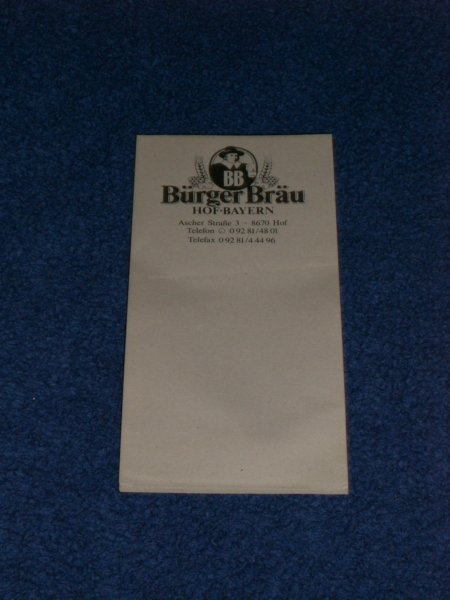 BB
Bürger Bräu
HOF·BAYERN
Ascher Straße 3 - 8670 Hof
Telefon ✆ 0 92 81/48 01
Telefax 0 92 81/4 44 96